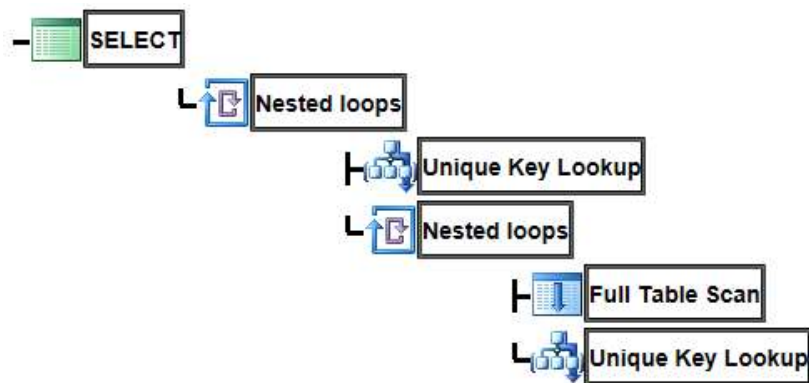 SELECT
Nested loops
Unique Key Lookup
Nested loops
Full Table Scan
Unique Key Lookup